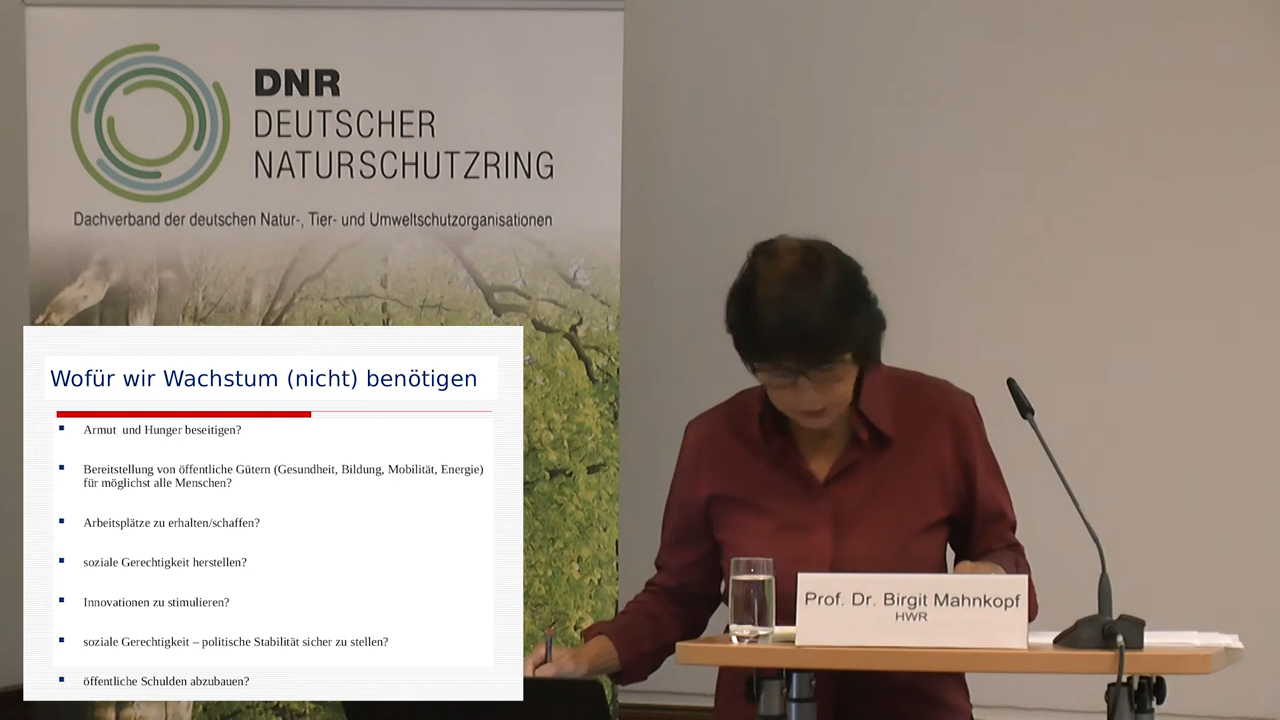 DNR
DEUTSCHER
NATURSCHUTZRING
Dachverband der deutschen Natur-, Tier- und Umweltschutzorganisationen
Wofür wir Wachstum (nicht) benötigen
Armut und Hunger beseitigen?
Bereitstellung von öffentliche Gütern (Gesundheit, Bildung, Mobilität, Energie)
für möglichst alle Menschen?
Arbeitsplätze zu erhalten/schaffen?
soziale Gerechtigkeit herstellen?
Innovationen zu stimulieren?
soziale Gerechtigkeit – politische Stabilität sicher zu stellen?
öffentliche Schulden abzubauen?
Prof. Dr. Birgit Mahnkopf
HWR